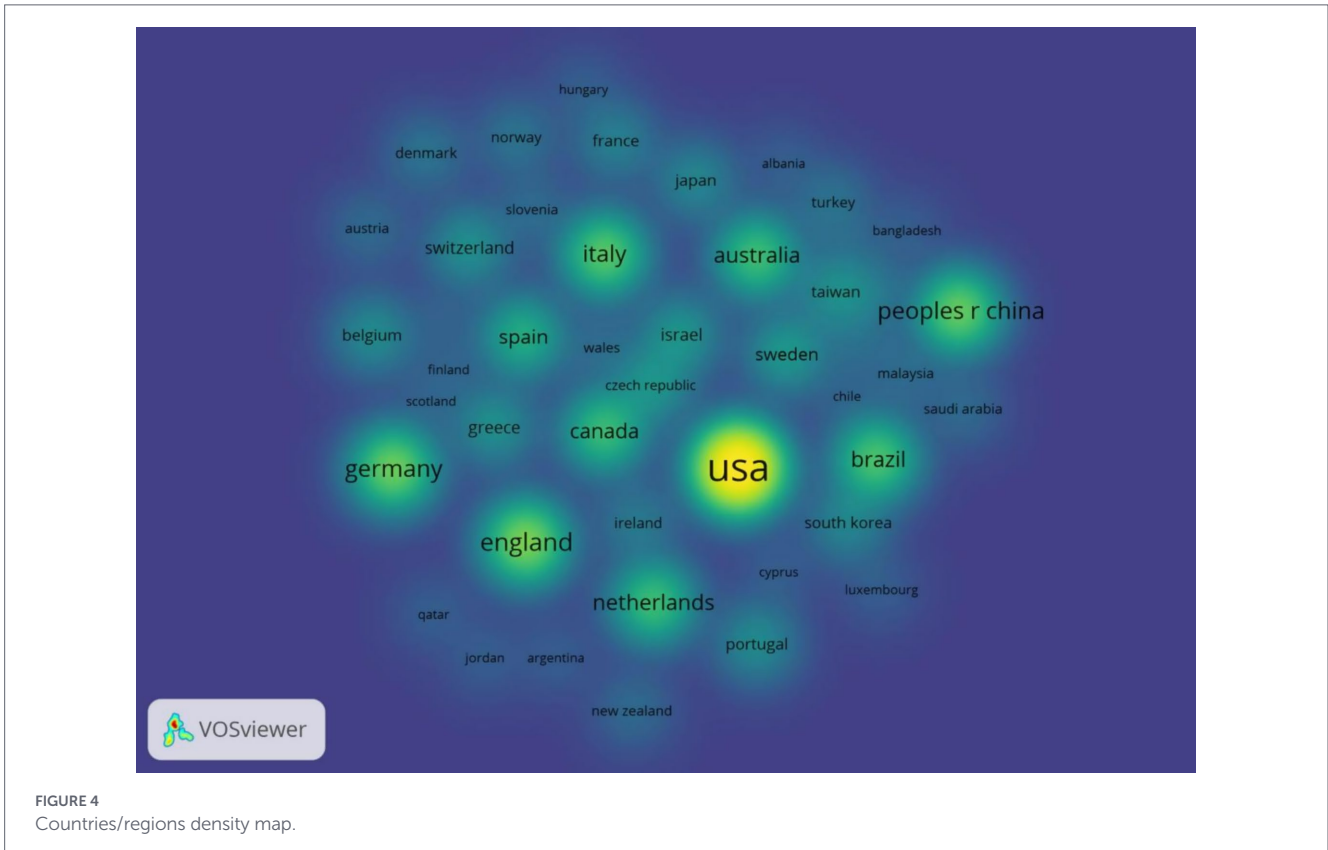 hungary
norway
france
denmark
albania
japan
turkey
slovenia
austria
bangladesh
switzerland
italy
australia
taiwan
peoples r china
belgium
spain
wales
israel
sweden
finland
malaysia
czech republic
chile
scotland
saudi arabia
greece
canada
germany
usa
brazil
ireland
south korea
england
cyprus
luxembourg
netherlands
qatar
portugal
jordan
argentina
new zealand
VOSviewer
FIGURE 4
Countries/regions density map.